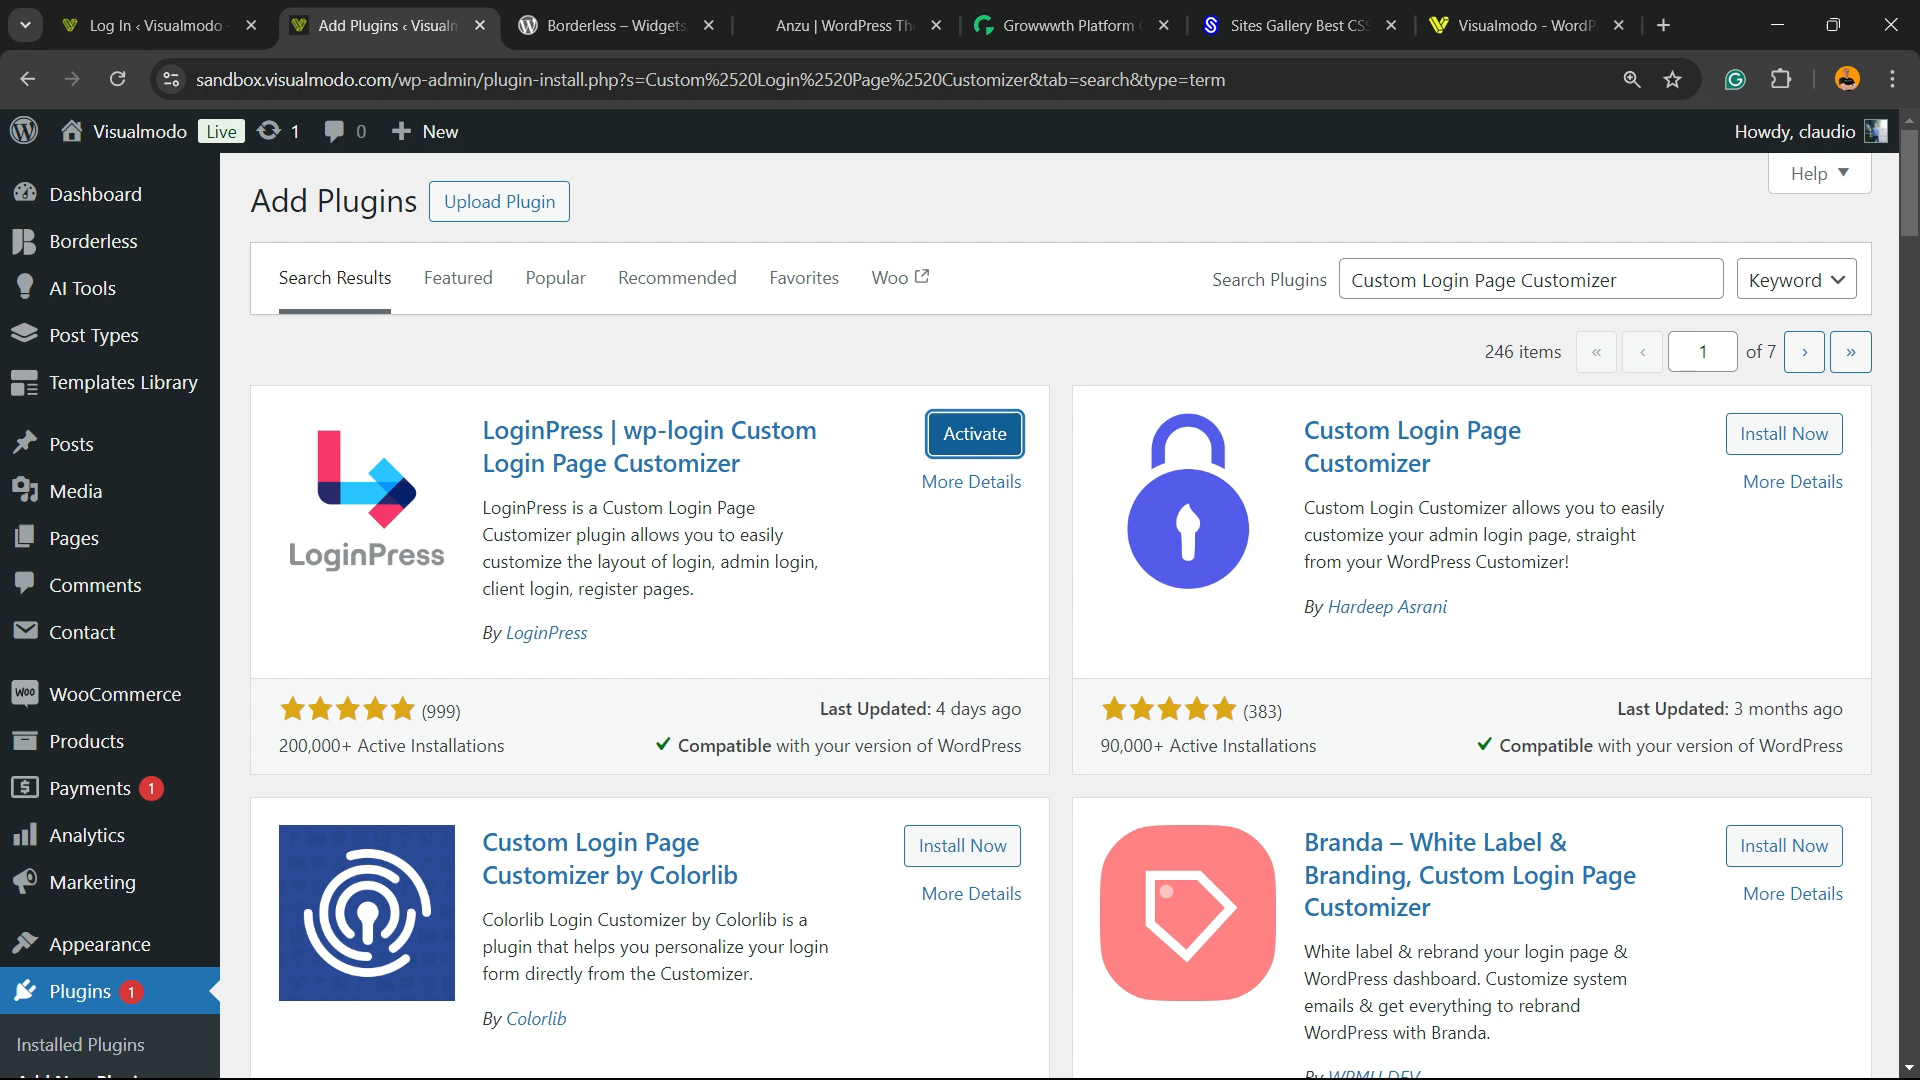 Log In ‹ Visualmodo
Add Plugins ‹ Visualm
Borderless – Widgets
Anzu | WordPress Th
Growwwth Platform
Sites Gallery Best CSS
Visualmodo - WordP
sandbox.visualmodo.com/wp-admin/plugin-install.php?s=Custom%2520Login%2520Page%2520Customizer&tab=search&type=term
Visualmodo Live 1 0 New
Howdy, claudio
Dashboard
Borderless
AI Tools
Post Types
Templates Library
Posts
Media
Pages
Comments
Contact
WooCommerce
Products
Payments 1
Analytics
Marketing
Appearance
Plugins 1
Installed Plugins
Help
Add Plugins Upload Plugin
Search Results Featured Popular Recommended Favorites Woo
Search Plugins Custom Login Page Customizer Keyword
246 items « ‹ 1 of 7 › »
LoginPress
LoginPress | wp-login Custom
Login Page Customizer
LoginPress is a Custom Login Page
Customizer plugin allows you to easily
customize the layout of login, admin login,
client login, register pages.
By LoginPress
Activate
More Details
(999)
Last Updated: 4 days ago
200,000+ Active Installations
Compatible with your version of WordPress
Custom Login Page
Customizer
Custom Login Customizer allows you to easily
customize your admin login page, straight
from your WordPress Customizer!
By Hardeep Asrani
Install Now
More Details
(383)
Last Updated: 3 months ago
90,000+ Active Installations
Compatible with your version of WordPress
Custom Login Page
Customizer by Colorlib
Colorlib Login Customizer by Colorlib is a
plugin that helps you personalize your login
form directly from the Customizer.
By Colorlib
Install Now
More Details
Branda – White Label &
Branding, Custom Login Page
Customizer
White label & rebrand your login page &
WordPress dashboard. Customize system
emails & get everything to rebrand
WordPress with Branda.
By WPMU DEV
Install Now
More Details